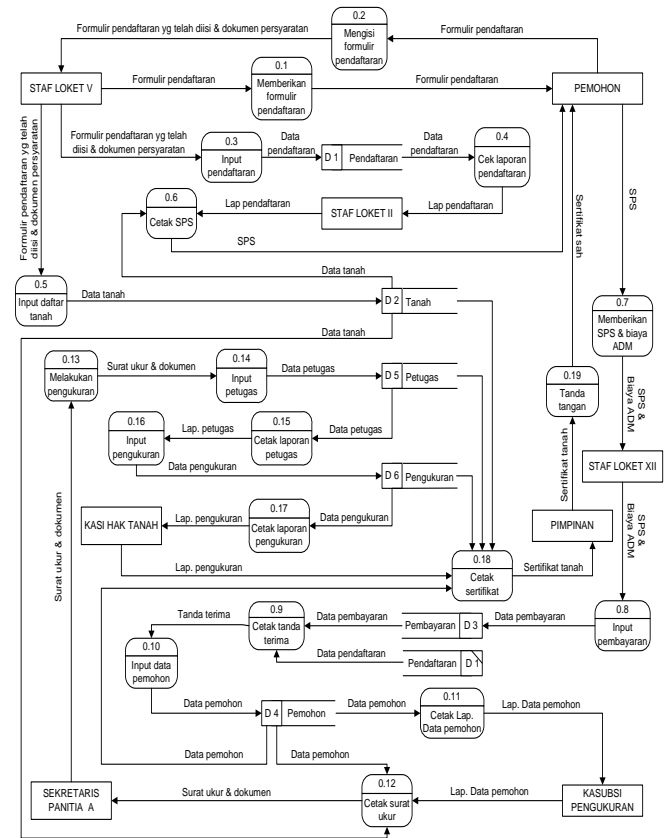 0.2
Mengisi
formulir
pendaftaran
Formulir pendaftaran yg telah diisi & dokumen persyaratan
Formulir pendaftaran
STAF LOKET V
Formulir pendaftaran
0.1
Memberikan
formulir
pendaftaran
Formulir pendaftaran
PEMOHON
Formulir pendaftaran yg telah
diisi & dokumen persyaratan
0.3
Input
pendaftaran
Data
pendaftaran
D 1
Pendaftaran
Data
pendaftaran
0.4
Cek laporan
pendaftaran
Formulir pendaftaran yg telah
diisi & dokumen persyaratan
0.6
Cetak SPS
Lap pendaftaran
STAF LOKET II
Lap pendaftaran
SPS
Sertifikat sah
SPS
Data tanah
0.5
Input daftar
tanah
Data tanah
D 2
Tanah
Data tanah
0.7
Memberikan
SPS & biaya
ADM
0.13
Melakukan
pengukuran
Surat ukur & dokumen
0.14
Input
petugas
Data petugas
D 5
Petugas
0.19
Tanda
tangan
SPS &
Biaya ADM
0.16
Input
pengukuran
Lap. petugas
0.15
Cetak laporan
petugas
Data petugas
Data pengukuran
D 6
Pengukuran
Sertifikat tanah
STAF LOKET XII
KASI HAK TANAH
Lap. pengukuran
0.17
Cetak laporan
pengukuran
Data pengukuran
PIMPINAN
SPS &
Biaya ADM
Lap. pengukuran
0.18
Cetak
sertifikat
Sertifikat tanah
Surat ukur & dokumen
Tanda terima
0.9
Cetak tanda
terima
Data pembayaran
Pembayaran
D 3
Data pembayaran
0.8
Input
pembayaran
0.10
Input data
pemohon
Data pendaftaran
Pendaftaran
D 1
Data pemohon
D 4
Pemohon
Data pemohon
0.11
Cetak Lap.
Data pemohon
Lap. Data pemohon
Data pemohon
Data pemohon
SEKRETARIS
PANITIA A
Surat ukur & dokumen
0.12
Cetak surat
ukur
Lap. Data pemohon
KASUBSI
PENGUKURAN